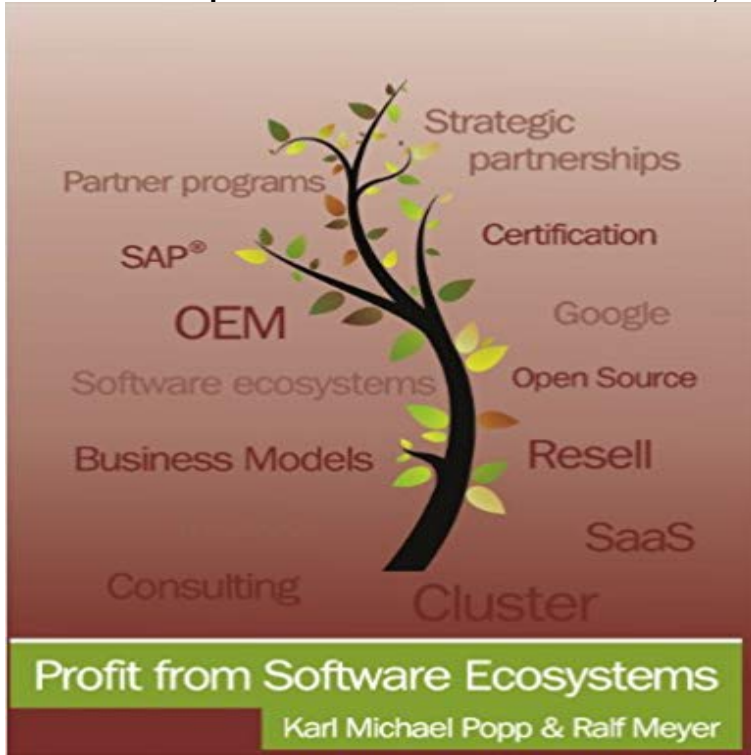 Strategic
partnerships
Partner programs
Certification
SAP®
OEM
Google
Software ecosystems
Open Source
Business Models
Resell
SaaS
Consulting
Cluster
Profit from Software Ecosystems
Karl Michael Popp & Ralf Meyer